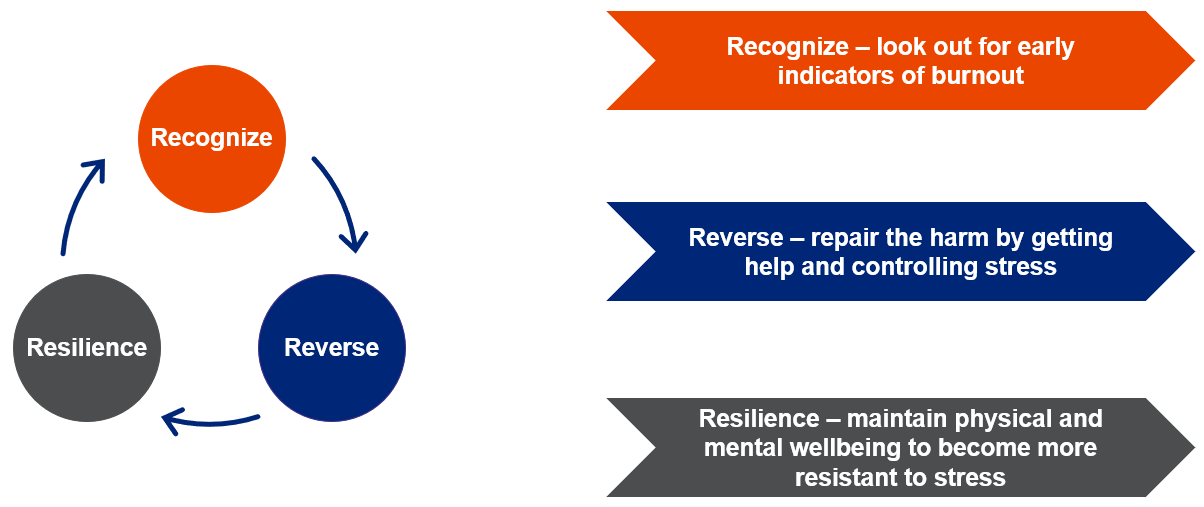 Recognize
Reverse
Resilience
Recognize – look out for early
indicators of burnout
Reverse – repair the harm by getting
help and controlling stress
Resilience – maintain physical and
mental wellbeing to become more
resistant to stress